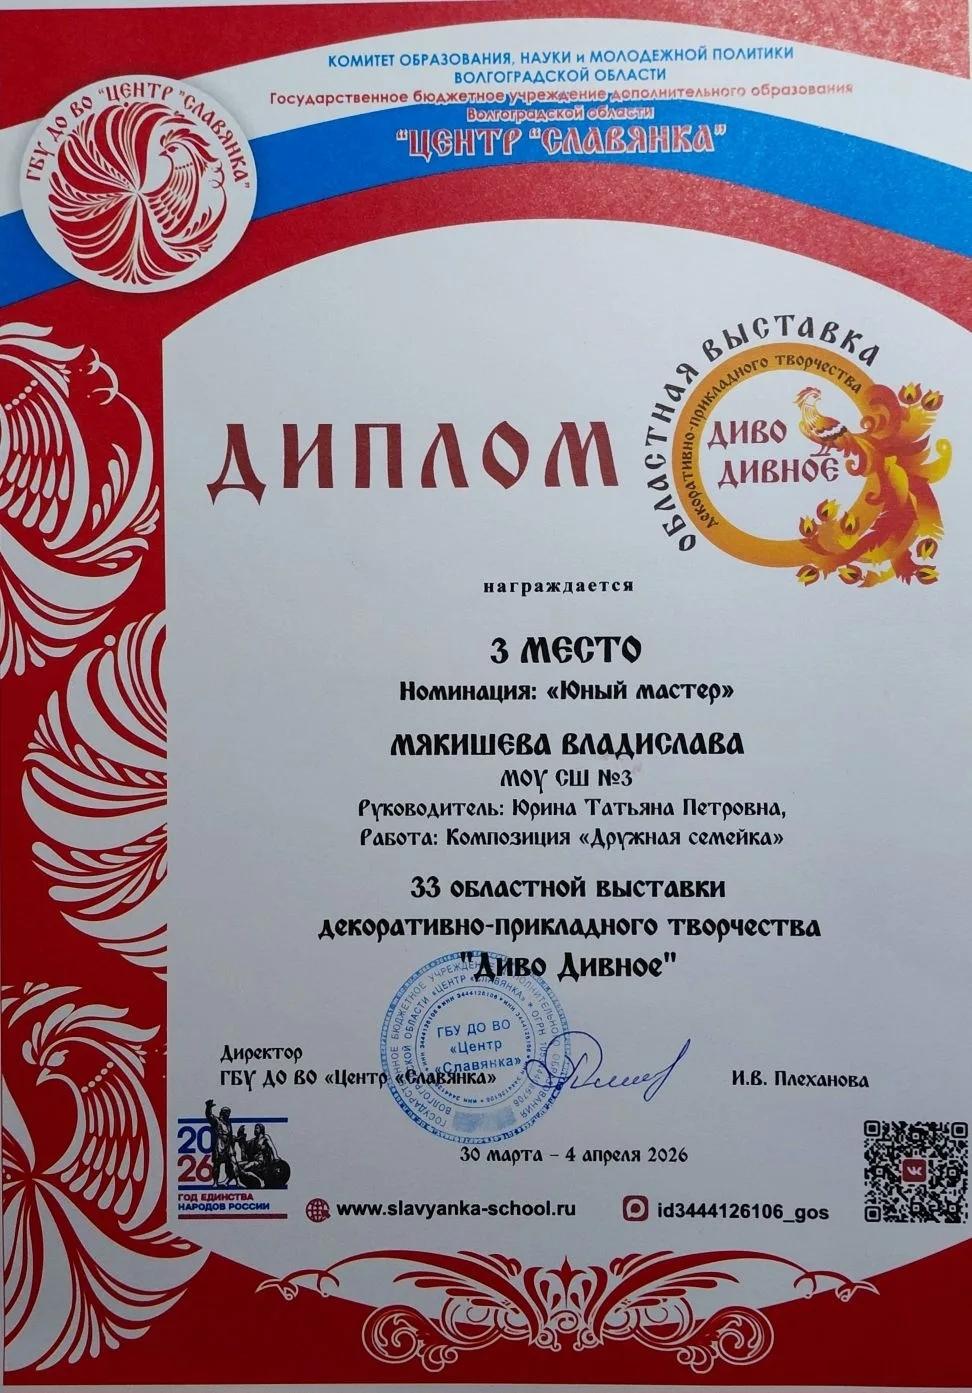 КОМИТЕТ ОБРАЗОВАНИЯ, НАУКИ и МОЛОДЕЖНОЙ ПОЛИТИКИ
ВОЛГОГРАДСКОЙ ОБЛАСТИ
Государственное бюджетное учреждение дополнительного образования
Волгоградской области
"ЦЕНТР "СЛАВЯНКА"
ГБУ ДО ВО "ЦЕНТР "СЛАВЯНКА"
ОБЛАСТНАЯ ВЫСТАВКА
декоративно-прикладного творчества
ДИВО
ДИВНОЕ
ДИПЛОМ
награждается
3 МЕСТО
Номинация: «Юный мастер»
МЯКИШЕВА ВЛАДИСЛАВА
МОУ СШ №3
Руководитель: Юрина Татьяна Петровна,
Работа: Композиция «Дружная семейка»
33 областной выставки
декоративно-прикладного творчества
"Диво Дивное"
ГБУ ДО ВО
«Центр
«Славянка»
Директор
ГБУ ДО ВО «Центр «Славянка»
И.В. Плеханова
30 марта – 4 апреля 2026
2026
ГОД ЕДИНСТВА
НАРОДОВ РОССИИ
www.slavyanka-school.ru
id3444126106_gos